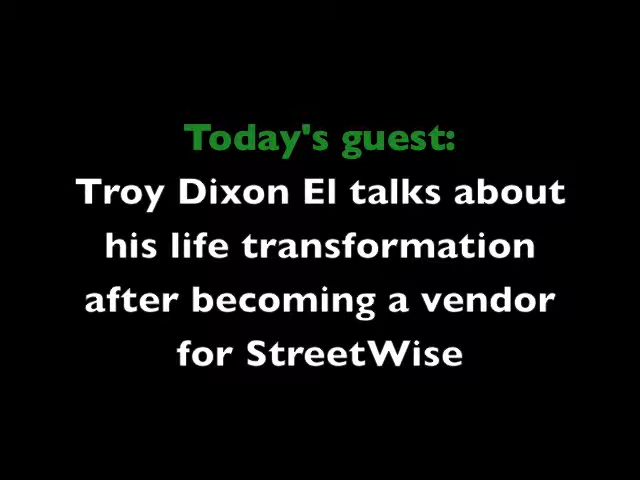 Today's guest:
Troy Dixon El talks about
his life transformation
after becoming a vendor
for StreetWise